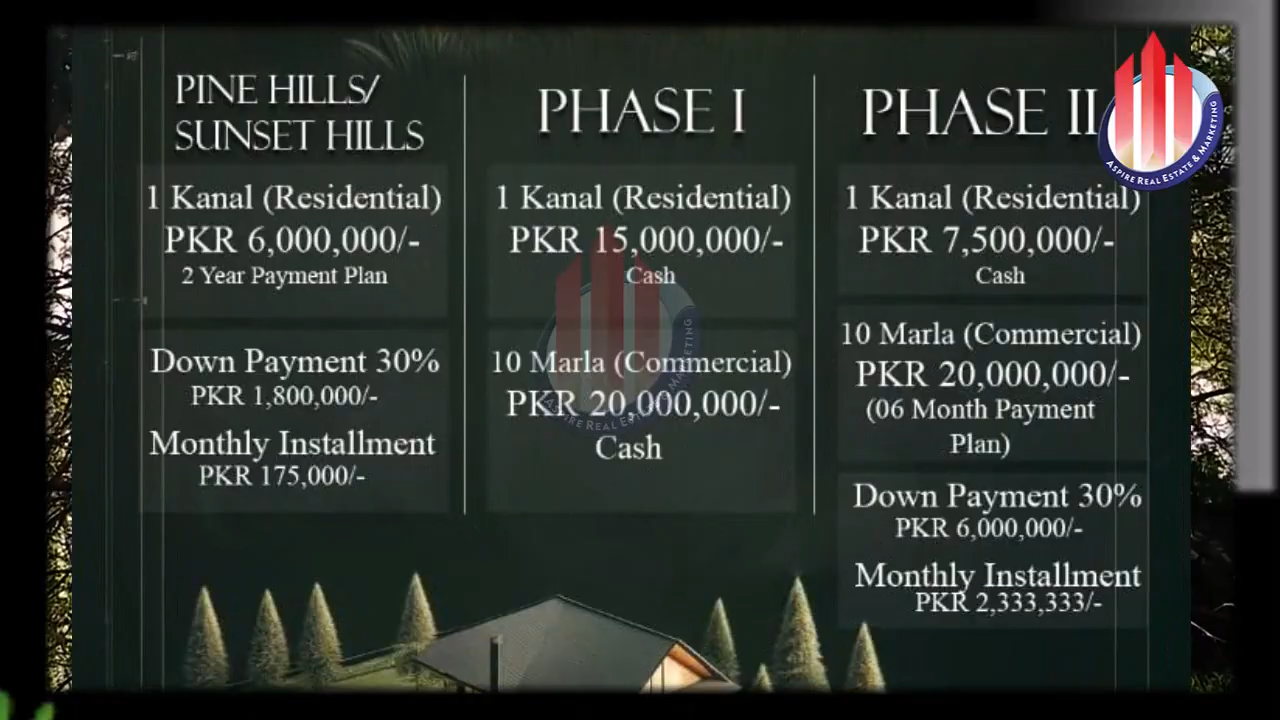 PINE HILLS/
SUNSET HILLS
1 Kanal (Residential)
PKR 6,000,000/-
2 Year Payment Plan
Down Payment 30%
PKR 1,800,000/-
Monthly Installment
PKR 175,000/-
PHASE I
1 Kanal (Residential)
PKR 15,000,000/-
Cash
10 Marla (Commercial)
PKR 20,000,000/-
Cash
PHASE II
1 Kanal (Residential)
PKR 7,500,000/-
Cash
10 Marla (Commercial)
PKR 20,000,000/-
(06 Month Payment
Plan)
Down Payment 30%
PKR 6,000,000/-
Monthly Installment
PKR 2,333,333/-
ASPIRE REAL ESTATE & MARKETING
ASPIRE REAL ESTATE & MARKETING